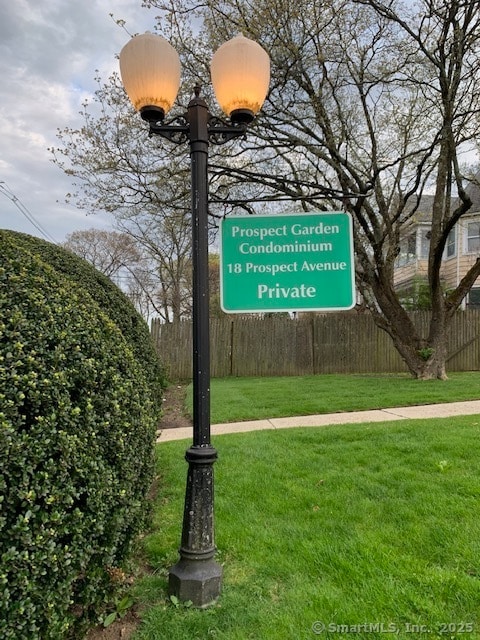 Prospect Garden
Condominium
18 Prospect Avenue
Private
©SmartMLS, Inc. 2025